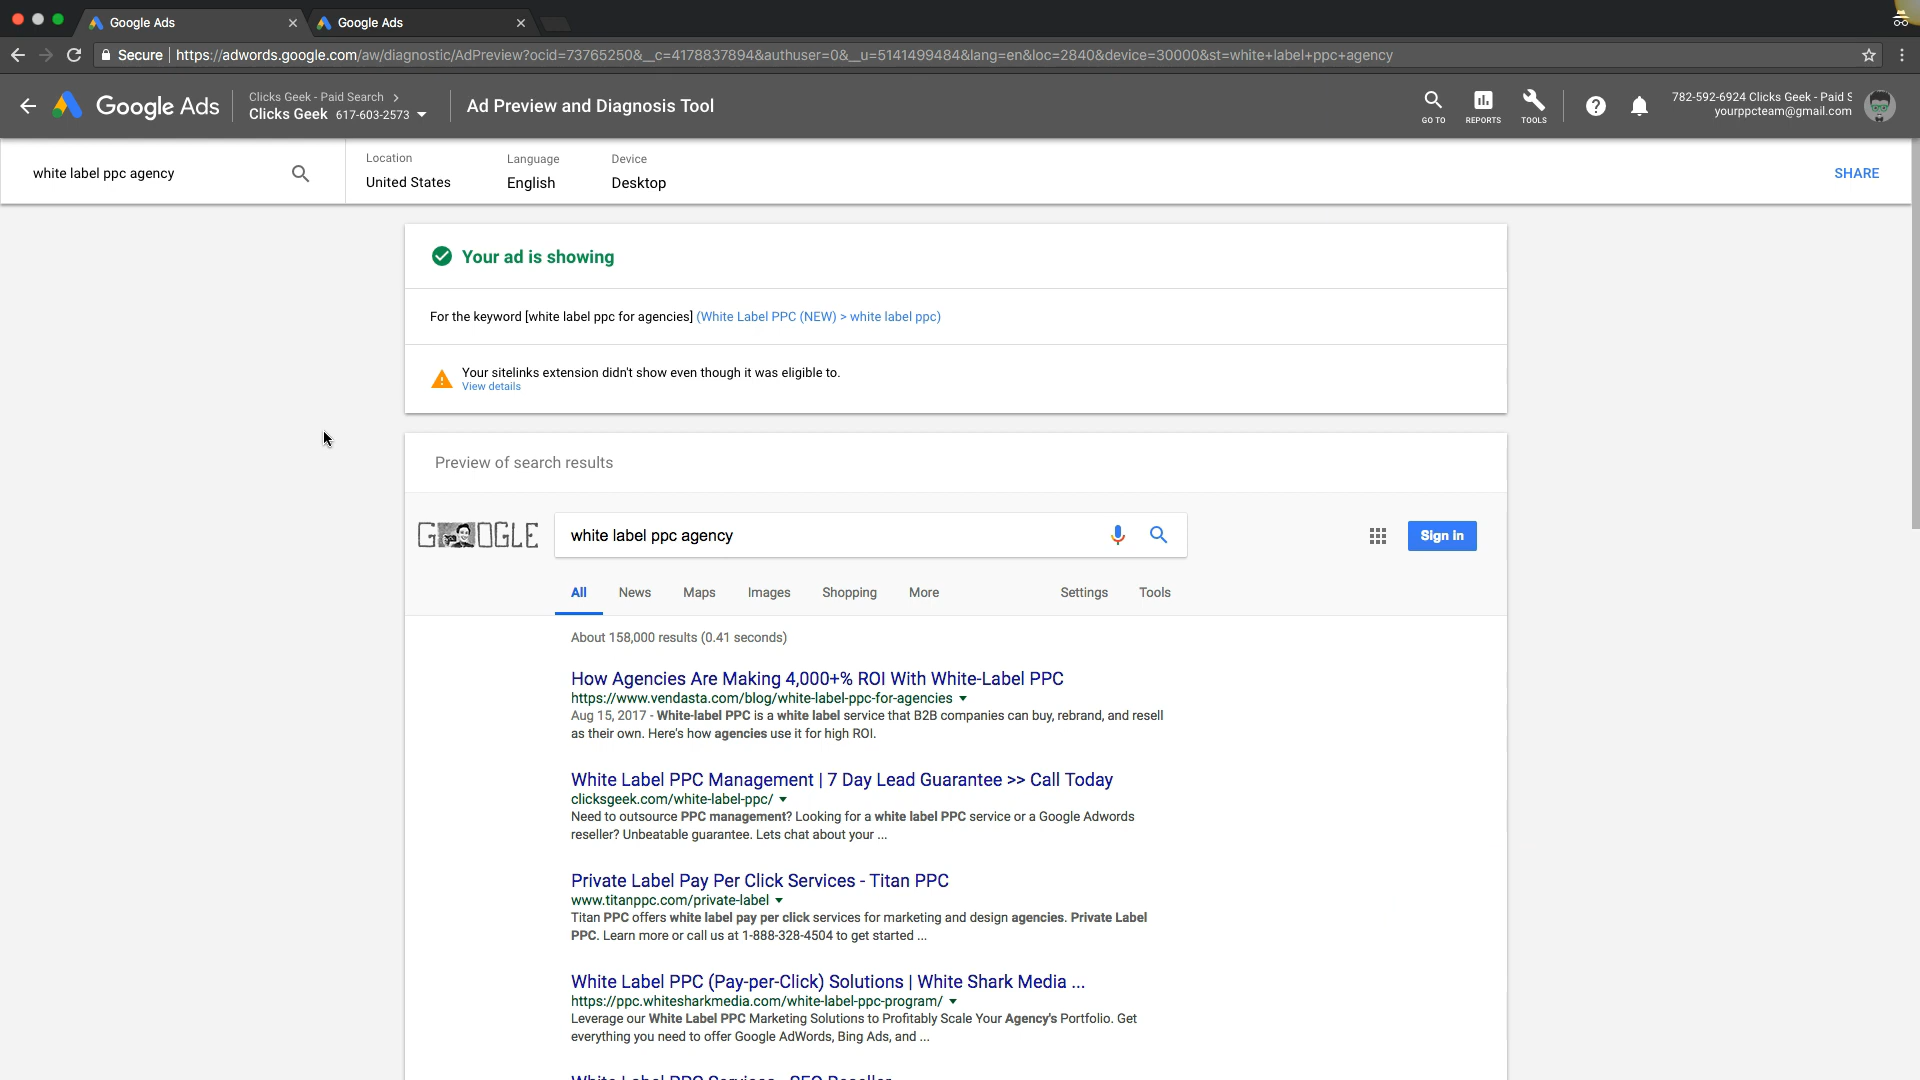 Google Ads
Google Ads
Secure https://adwords.google.com/aw/diagnostic/AdPreview?ocid=73765250&__c=4178837894&authuser=0&__u=5141499484&lang=en&loc=2840&device=30000&st=white+label+ppc+agency
Google Ads
Clicks Geek - Paid Search >
Clicks Geek 617-603-2573
Ad Preview and Diagnosis Tool
GO TO
REPORTS
TOOLS
782-592-6924 Clicks Geek - Paid S
yourppcteam@gmail.com
white label ppc agency
Location
United States
Language
English
Device
Desktop
SHARE
Your ad is showing
For the keyword [white label ppc for agencies] (White Label PPC (NEW) > white label ppc)
Your sitelinks extension didn't show even though it was eligible to.
View details
Preview of search results
GOOGLE
white label ppc agency
Sign in
All News Maps Images Shopping More Settings Tools
About 158,000 results (0.41 seconds)
How Agencies Are Making 4,000+% ROI With White-Label PPC
https://www.vendasta.com/blog/white-label-ppc-for-agencies
Aug 15, 2017 - White-label PPC is a white label service that B2B companies can buy, rebrand, and resell
as their own. Here's how agencies use it for high ROI.
White Label PPC Management | 7 Day Lead Guarantee >> Call Today
clicksgeek.com/white-label-ppc/
Need to outsource PPC management? Looking for a white label PPC service or a Google Adwords
reseller? Unbeatable guarantee. Lets chat about your ...
Private Label Pay Per Click Services - Titan PPC
www.titanppc.com/private-label
Titan PPC offers white label pay per click services for marketing and design agencies. Private Label
PPC. Learn more or call us at 1-888-328-4504 to get started ...
White Label PPC (Pay-per-Click) Solutions | White Shark Media ...
https://ppc.whitesharkmedia.com/white-label-ppc-program/
Leverage our White Label PPC Marketing Solutions to Profitably Scale Your Agency's Portfolio. Get
everything you need to offer Google AdWords, Bing Ads, and ...
White Label PPC Services - SEO Reseller